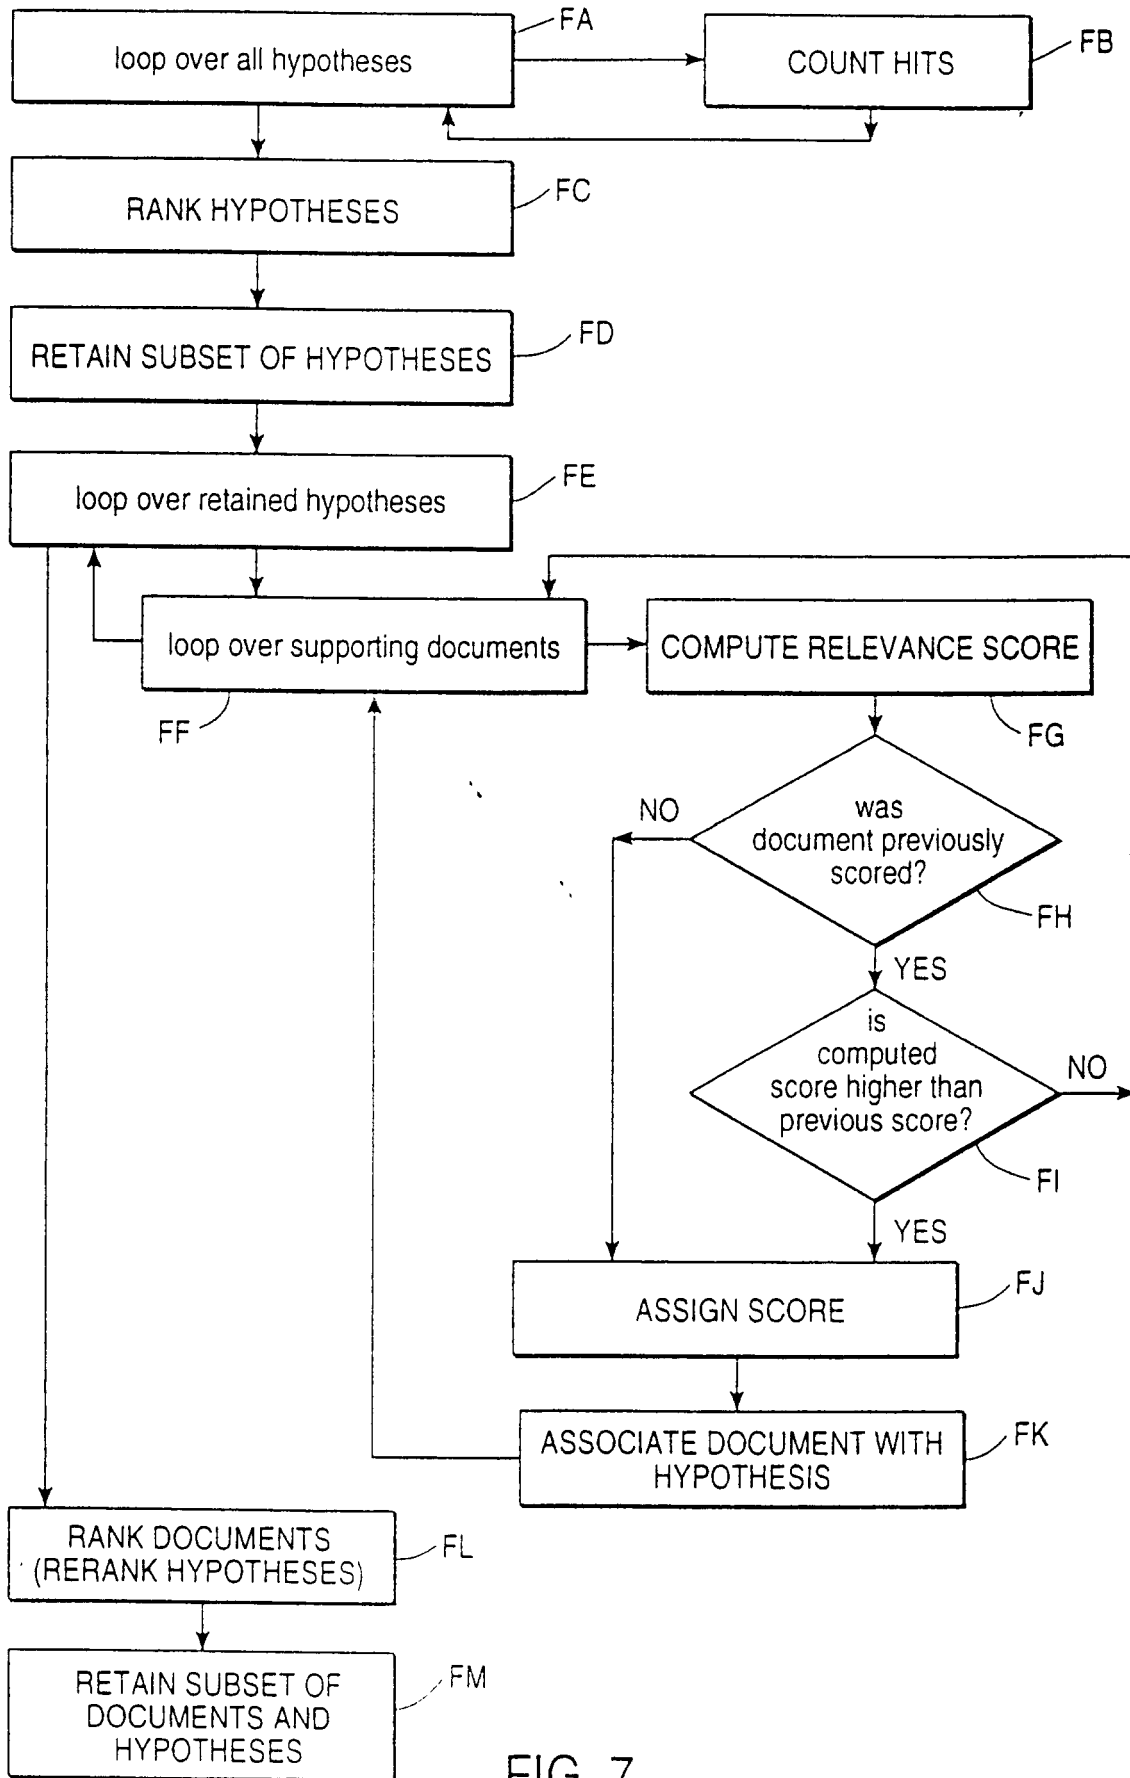 FA
loop over all hypotheses
COUNT HITS
FB
RANK HYPOTHESES
FC
RETAIN SUBSET OF HYPOTHESES
FD
loop over retained hypotheses
FE
loop over supporting documents
FF
COMPUTE RELEVANCE SCORE
FG
was
document previously
scored?
FH
NO
YES
is
computed
score higher than
previous score?
FI
NO
YES
ASSIGN SCORE
FJ
ASSOCIATE DOCUMENT WITH
HYPOTHESIS
FK
RANK DOCUMENTS
(RERANK HYPOTHESES)
FL
RETAIN SUBSET OF
DOCUMENTS AND
HYPOTHESES
FM
FIG. 7